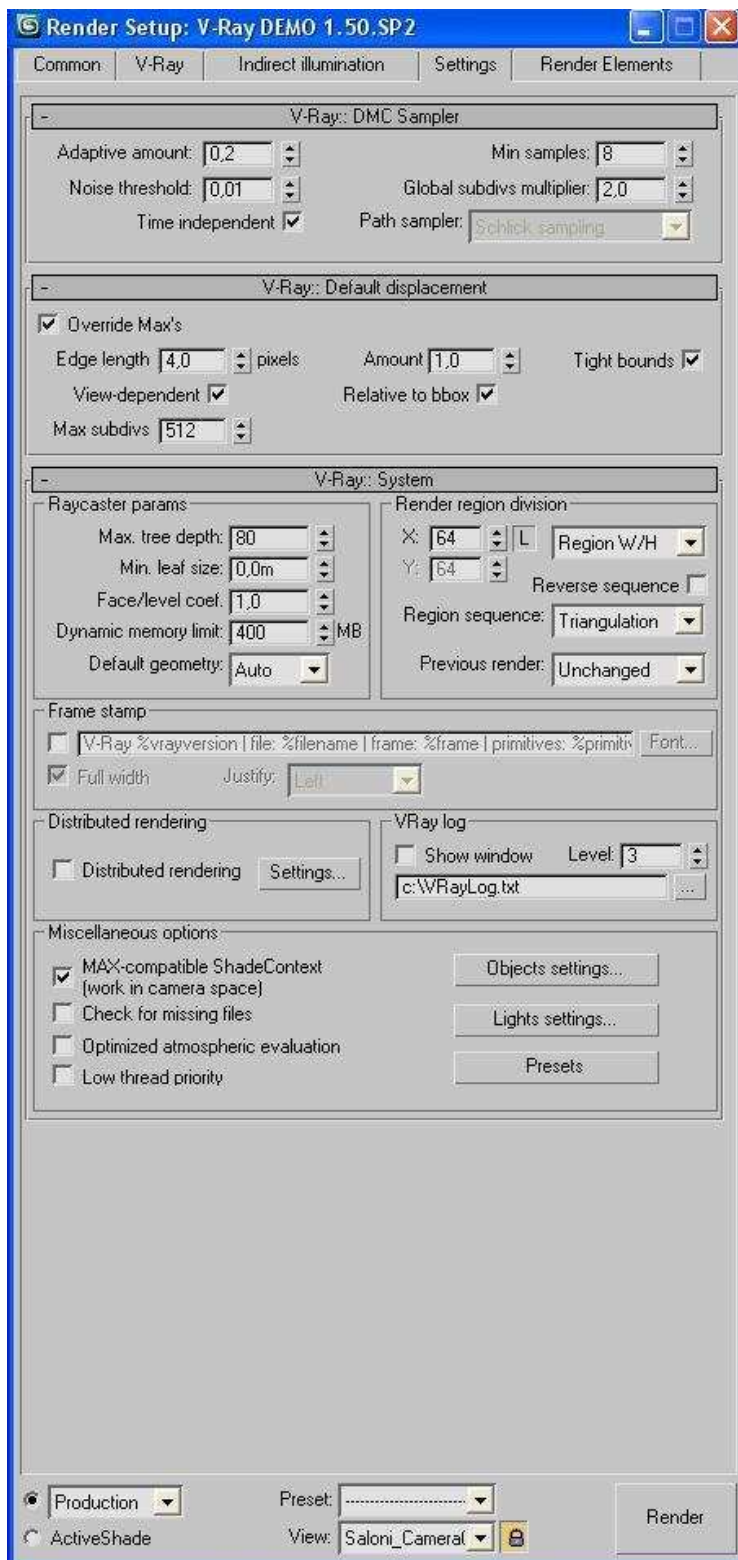 Render Setup: V-Ray DEMO 1.50.SP2
Common V-Ray Indirect illumination Settings Render Elements
- V-Ray:: DMC Sampler
Adaptive amount: 0,2 Min samples: 8
Noise threshold: 0,01 Global subdivs multiplier: 2,0
Time independent Path sampler: Schlick sampling
- V-Ray:: Default displacement
Override Max's
Edge length 4,0 pixels Amount 1,0 Tight bounds
View-dependent Relative to bbox
Max subdivs 512
- V-Ray:: System
Raycaster params
Max. tree depth: 80
Min. leaf size: 0,0m
Face/level coef. 1,0
Dynamic memory limit: 400 MB
Default geometry: Auto
Render region division
X: 64 L Region W/H
Y: 64
Reverse sequence
Region sequence: Triangulation
Previous render: Unchanged
Frame stamp
V-Ray %vrayversion | file: %filename | frame: %frame | primitives: %primitiv Font...
Full width Justify: Left
Distributed rendering
Distributed rendering Settings...
VRay log
Show window Level: 3
c:\VRayLog.txt ...
Miscellaneous options
MAX-compatible ShadeContext
(work in camera space)
Check for missing files
Optimized atmospheric evaluation
Low thread priority
Objects settings...
Lights settings...
Presets
Production Preset: -------------------------
ActiveShade View: Saloni_Camera( Render